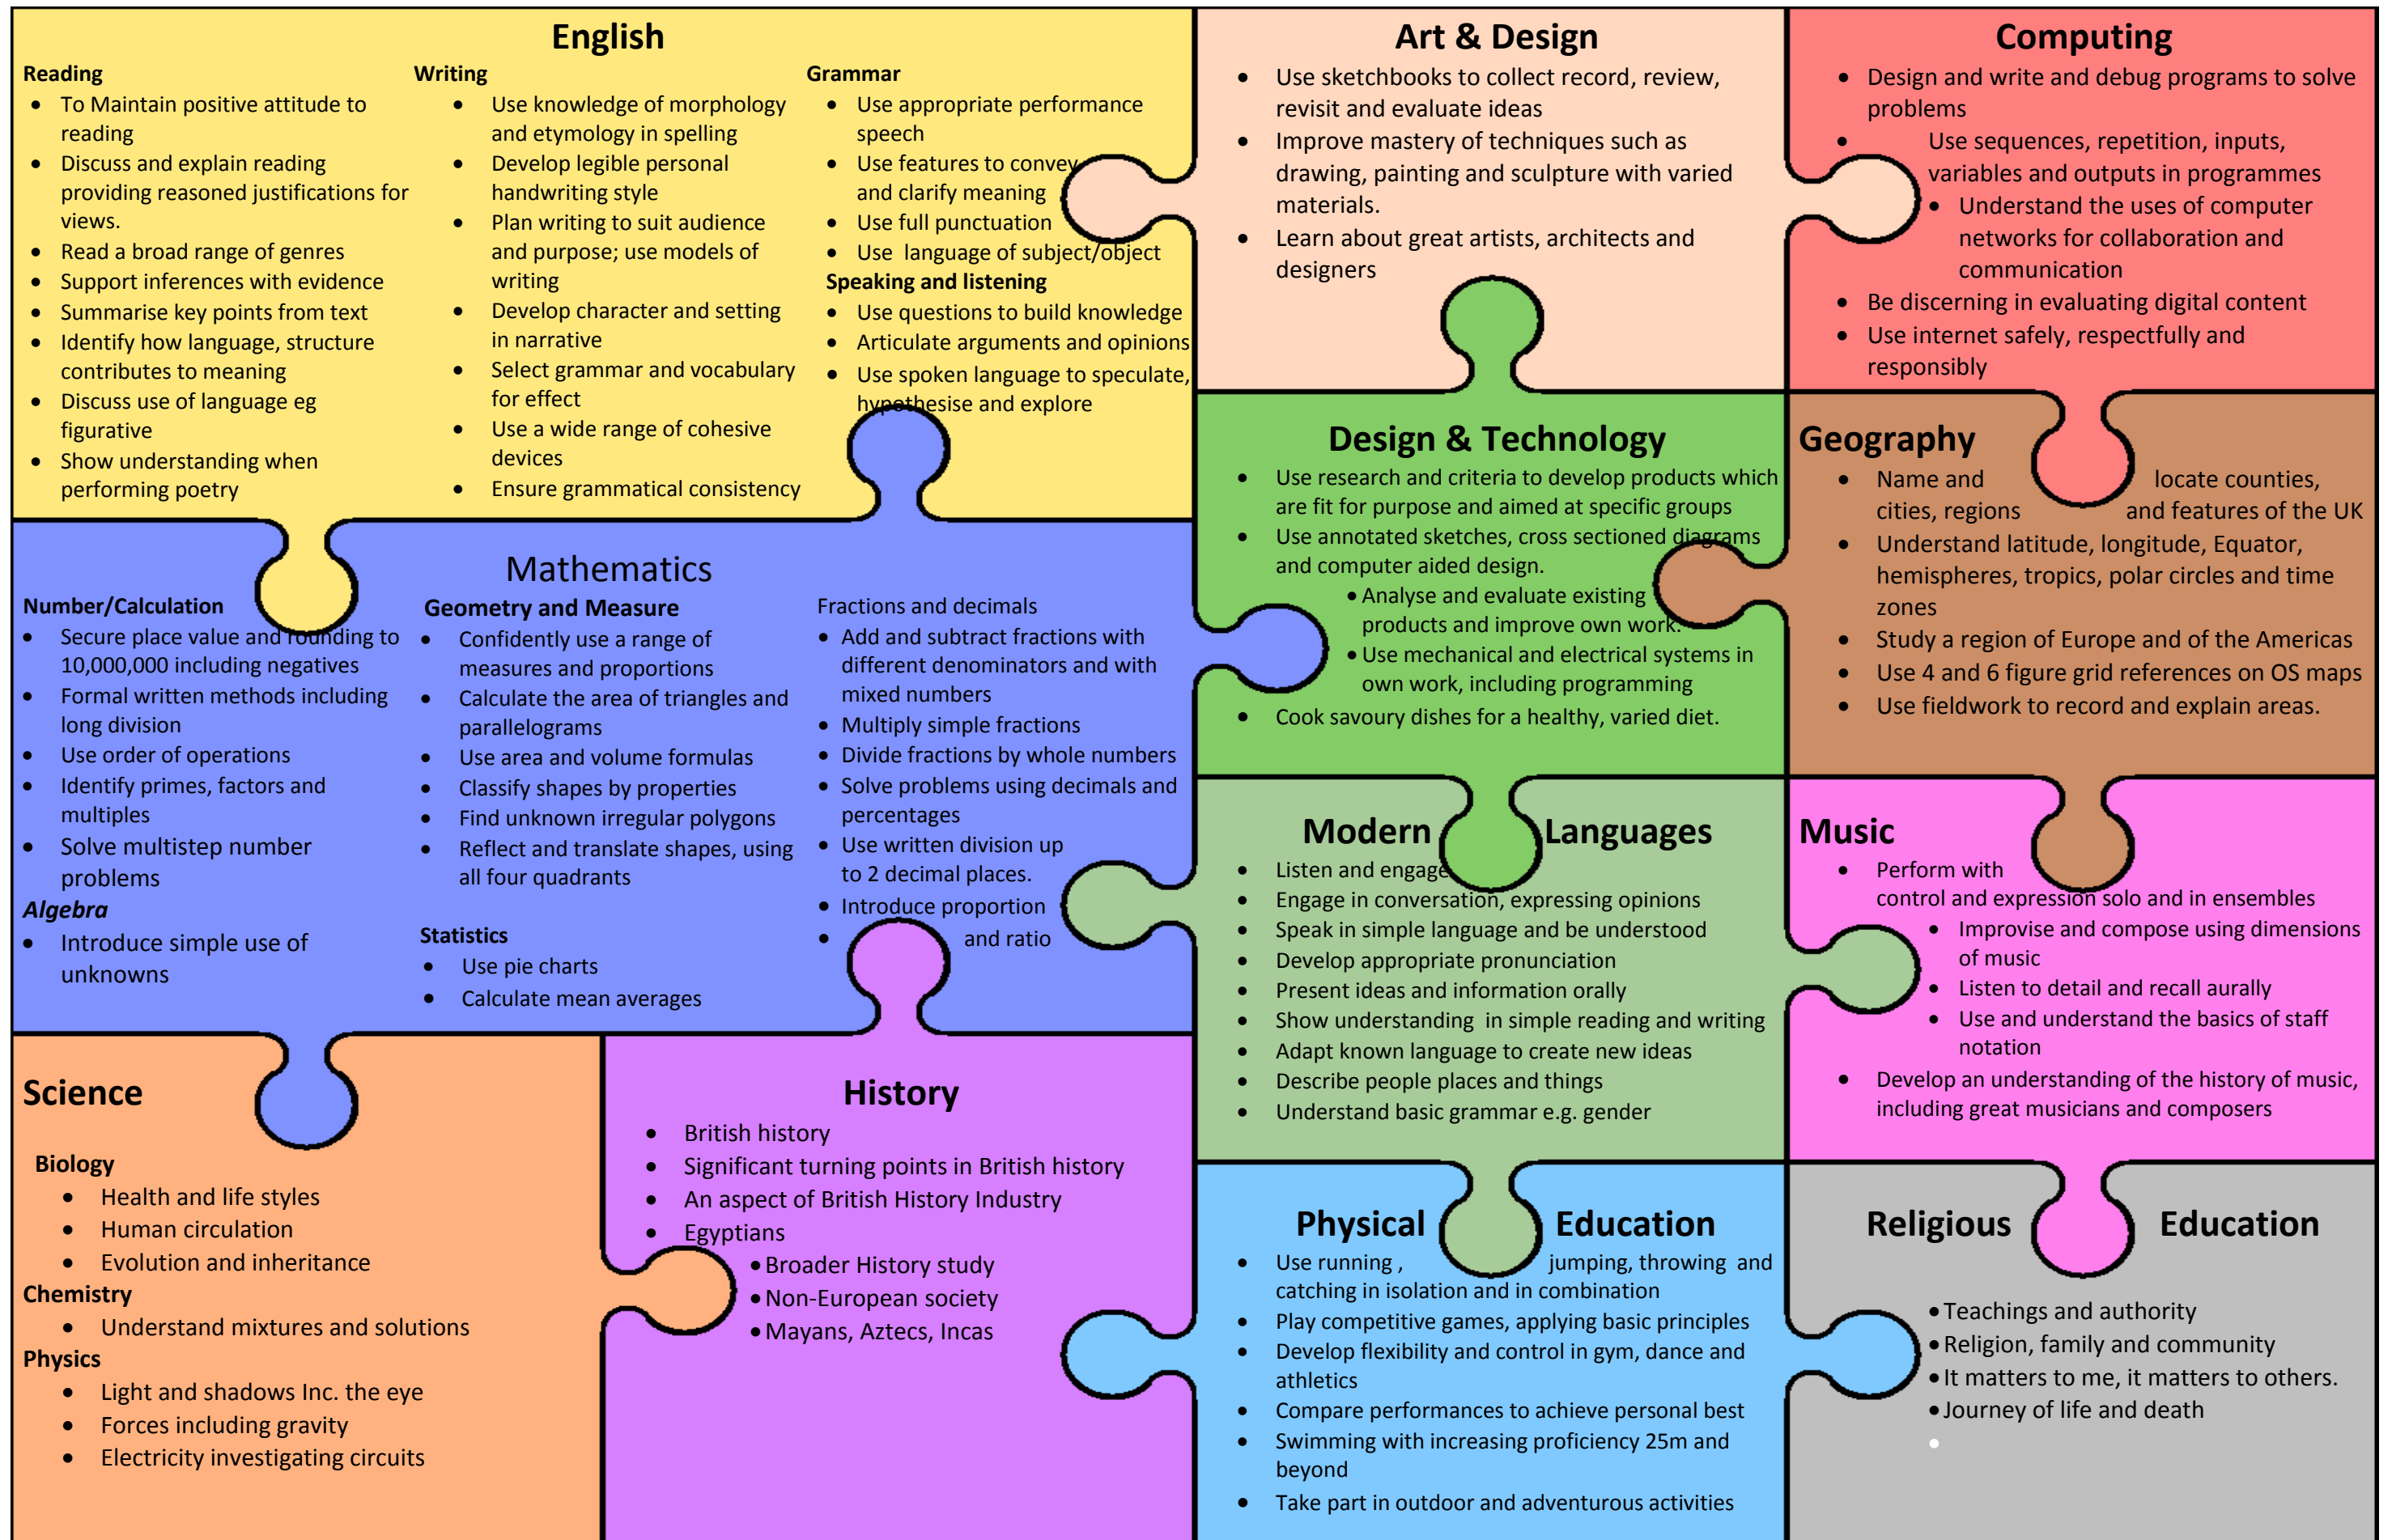 English
Reading
• To Maintain positive attitude to
reading
• Discuss and explain reading
providing reasoned justifications for
views.
• Read a broad range of genres
• Support inferences with evidence
• Summarise key points from text
• Identify how language, structure
contributes to meaning
• Discuss use of language eg
figurative
• Show understanding when
performing poetry
Writing
• Use knowledge of morphology
and etymology in spelling
• Develop legible personal
handwriting style
• Plan writing to suit audience
and purpose; use models of
writing
• Develop character and setting
in narrative
• Select grammar and vocabulary
for effect
• Use a wide range of cohesive
devices
• Ensure grammatical consistency
Grammar
• Use appropriate performance
speech
• Use features to convey
and clarify meaning
• Use full punctuation
• Use language of subject/object
Speaking and listening
• Use questions to build knowledge
• Articulate arguments and opinions
• Use spoken language to speculate,
hypothesise and explore
Art & Design
• Use sketchbooks to collect record, review,
revisit and evaluate ideas
• Improve mastery of techniques such as
drawing, painting and sculpture with varied
materials.
• Learn about great artists, architects and
designers
Computing
• Design and write and debug programs to solve
problems
• Use sequences, repetition, inputs,
variables and outputs in programmes
• Understand the uses of computer
networks for collaboration and
communication
• Be discerning in evaluating digital content
• Use internet safely, respectfully and
responsibly
Design & Technology
• Use research and criteria to develop products which
are fit for purpose and aimed at specific groups
• Use annotated sketches, cross sectioned diagrams
and computer aided design.
• Analyse and evaluate existing
products and improve own work.
• Use mechanical and electrical systems in
own work, including programming
• Cook savoury dishes for a healthy, varied diet.
Geography
• Name and locate counties,
cities, regions and features of the UK
• Understand latitude, longitude, Equator,
hemispheres, tropics, polar circles and time
zones
• Study a region of Europe and of the Americas
• Use 4 and 6 figure grid references on OS maps
• Use fieldwork to record and explain areas.
Mathematics
Number/Calculation
• Secure place value and rounding to
10,000,000 including negatives
• Formal written methods including
long division
• Use order of operations
• Identify primes, factors and
multiples
• Solve multistep number
problems
Algebra
• Introduce simple use of
unknowns
Geometry and Measure
• Confidently use a range of
measures and proportions
• Calculate the area of triangles and
parallelograms
• Use area and volume formulas
• Classify shapes by properties
• Find unknown irregular polygons
• Reflect and translate shapes, using
all four quadrants
Statistics
• Use pie charts
• Calculate mean averages
Fractions and decimals
• Add and subtract fractions with
different denominators and with
mixed numbers
• Multiply simple fractions
• Divide fractions by whole numbers
• Solve problems using decimals and
percentages
• Use written division up
to 2 decimal places.
• Introduce proportion
• and ratio
Modern Languages
• Listen and engage
• Engage in conversation, expressing opinions
• Speak in simple language and be understood
• Develop appropriate pronunciation
• Present ideas and information orally
• Show understanding in simple reading and writing
• Adapt known language to create new ideas
• Describe people places and things
• Understand basic grammar e.g. gender
Music
• Perform with
control and expression solo and in ensembles
• Improvise and compose using dimensions
of music
• Listen to detail and recall aurally
• Use and understand the basics of staff
notation
• Develop an understanding of the history of music,
including great musicians and composers
Science
Biology
• Health and life styles
• Human circulation
• Evolution and inheritance
Chemistry
• Understand mixtures and solutions
Physics
• Light and shadows Inc. the eye
• Forces including gravity
• Electricity investigating circuits
History
• British history
• Significant turning points in British history
• An aspect of British History Industry
• Egyptians
• Broader History study
• Non-European society
• Mayans, Aztecs, Incas
Physical Education
• Use running , jumping, throwing and
catching in isolation and in combination
• Play competitive games, applying basic principles
• Develop flexibility and control in gym, dance and
athletics
• Compare performances to achieve personal best
• Swimming with increasing proficiency 25m and
beyond
• Take part in outdoor and adventurous activities
Religious Education
• Teachings and authority
• Religion, family and community
• It matters to me, it matters to others.
• Journey of life and death
•